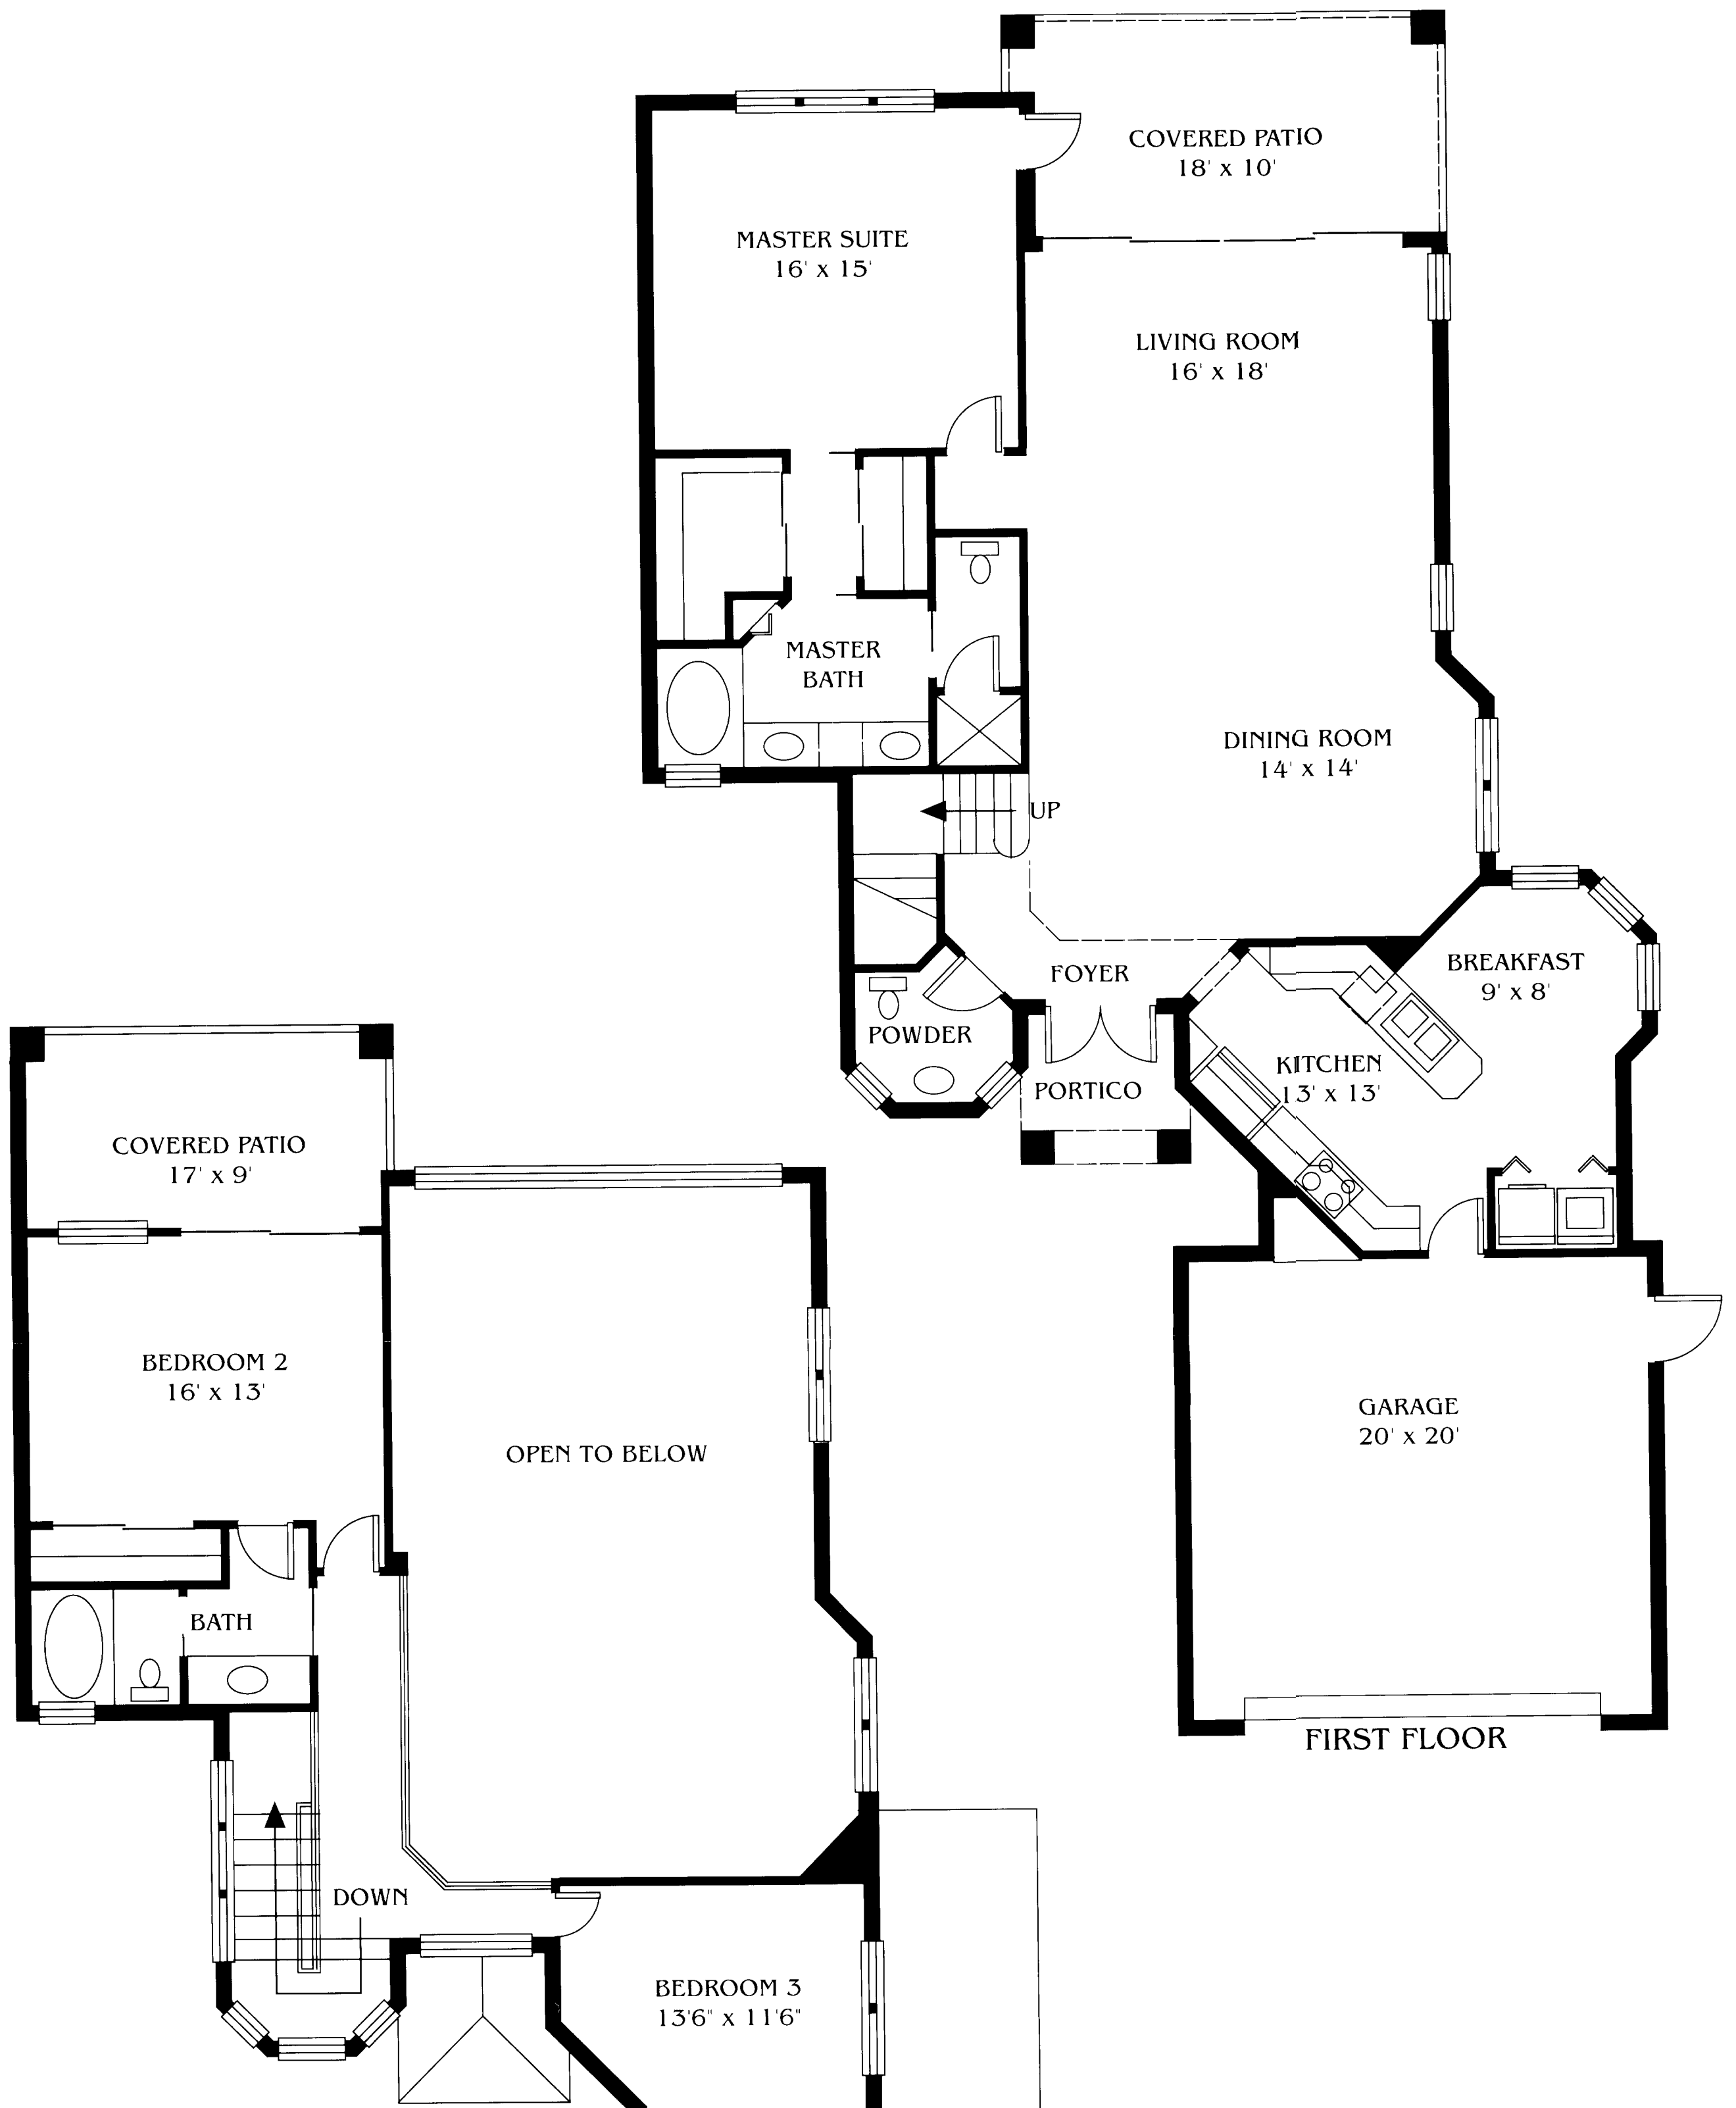 COVERED PATIO
18' x 10'
MASTER SUITE
16' x 15'
LIVING ROOM
16' x 18'
MASTER
BATH
DINING ROOM
14' x 14'
UP
FOYER
BREAKFAST
9' x 8'
POWDER
PORTICO
KITCHEN
13' x 13'
GARAGE
20' x 20'
FIRST FLOOR
COVERED PATIO
17' x 9'
BEDROOM 2
16' x 13'
OPEN TO BELOW
BATH
DOWN
BEDROOM 3
13'6" x 11'6"